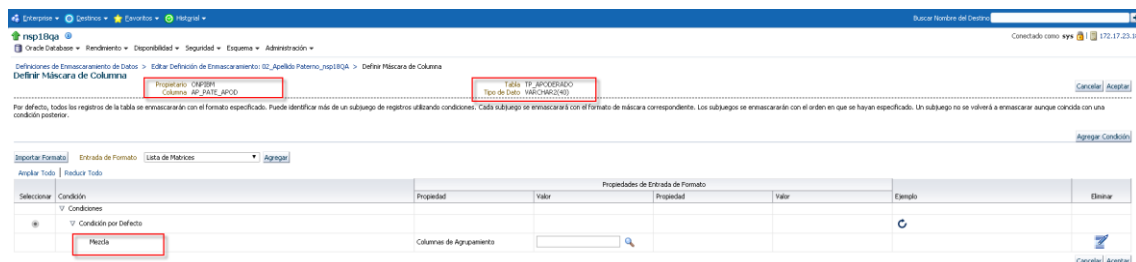 Enterprise Destinos Favoritos Historial Buscar Nombre del Destino
nsp18qa Conectado como sys 172.17.23.1
Oracle Database Rendimiento Disponibilidad Seguridad Esquema Administración
Definiciones de Enmascaramiento de Datos > Editar Definición de Enmascaramiento: 02_Apellido Paterno_nsp18QA > Definir Máscara de Columna
Definir Máscara de Columna
Propietario ONPIBM Tabla TP_APODERADO
Columna AP_PATE_APOD Tipo de Dato VARCHAR2(40)
Cancelar Aceptar
Por defecto, todos los registros de la tabla se enmascararán con el formato especificado. Puede identificar más de un subjuego de registros utilizando condiciones. Cada subjuego se enmascarará con el formato de máscara correspondiente. Los subjuegos se enmascararán con el orden en que se hayan especificado. Un subjuego no se volverá a enmascarar aunque coincida con una
condición posterior.
Agregar Condición
Importar Formato Entrada de Formato Lista de Matrices Agregar
Ampliar Todo | Reducir Todo
Propiedades de Entrada de Formato
Seleccionar Condición Propiedad Valor Propiedad Valor Ejemplo Eliminar
Condiciones
Condición por Defecto
Mezcla Columnas de Agrupamiento
Cancelar Aceptar